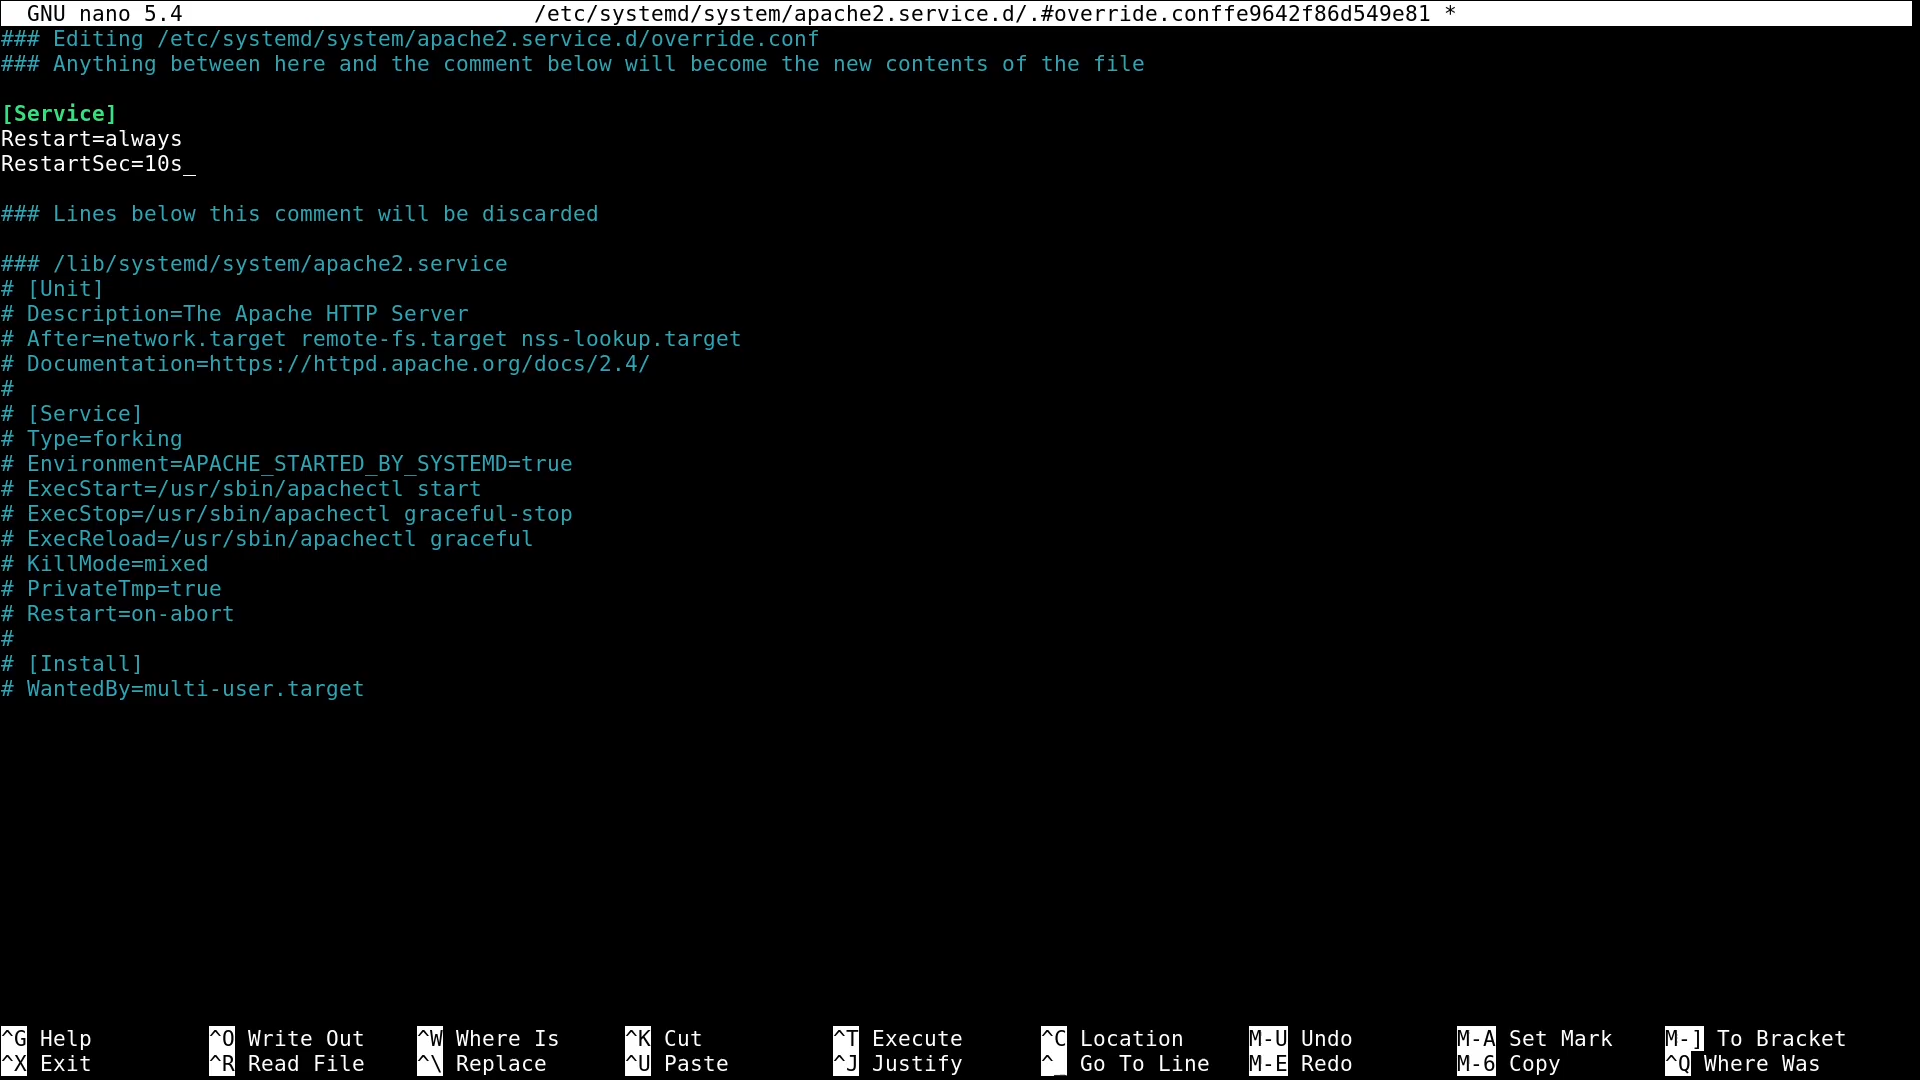 GNU nano 5.4 /etc/systemd/system/apache2.service.d/.#override.conffe9642f86d549e81 *
### Editing /etc/systemd/system/apache2.service.d/override.conf
### Anything between here and the comment below will become the new contents of the file
[Service]
Restart=always
RestartSec=10s_
### Lines below this comment will be discarded
### /lib/systemd/system/apache2.service
# [Unit]
# Description=The Apache HTTP Server
# After=network.target remote-fs.target nss-lookup.target
# Documentation=https://httpd.apache.org/docs/2.4/
#
# [Service]
# Type=forking
# Environment=APACHE_STARTED_BY_SYSTEMD=true
# ExecStart=/usr/sbin/apachectl start
# ExecStop=/usr/sbin/apachectl graceful-stop
# ExecReload=/usr/sbin/apachectl graceful
# KillMode=mixed
# PrivateTmp=true
# Restart=on-abort
#
# [Install]
# WantedBy=multi-user.target
^G Help ^O Write Out ^W Where Is ^K Cut ^T Execute ^C Location M-U Undo M-A Set Mark M-] To Bracket
^X Exit ^R Read File ^\ Replace ^U Paste ^J Justify ^_ Go To Line M-E Redo M-6 Copy ^Q Where Was